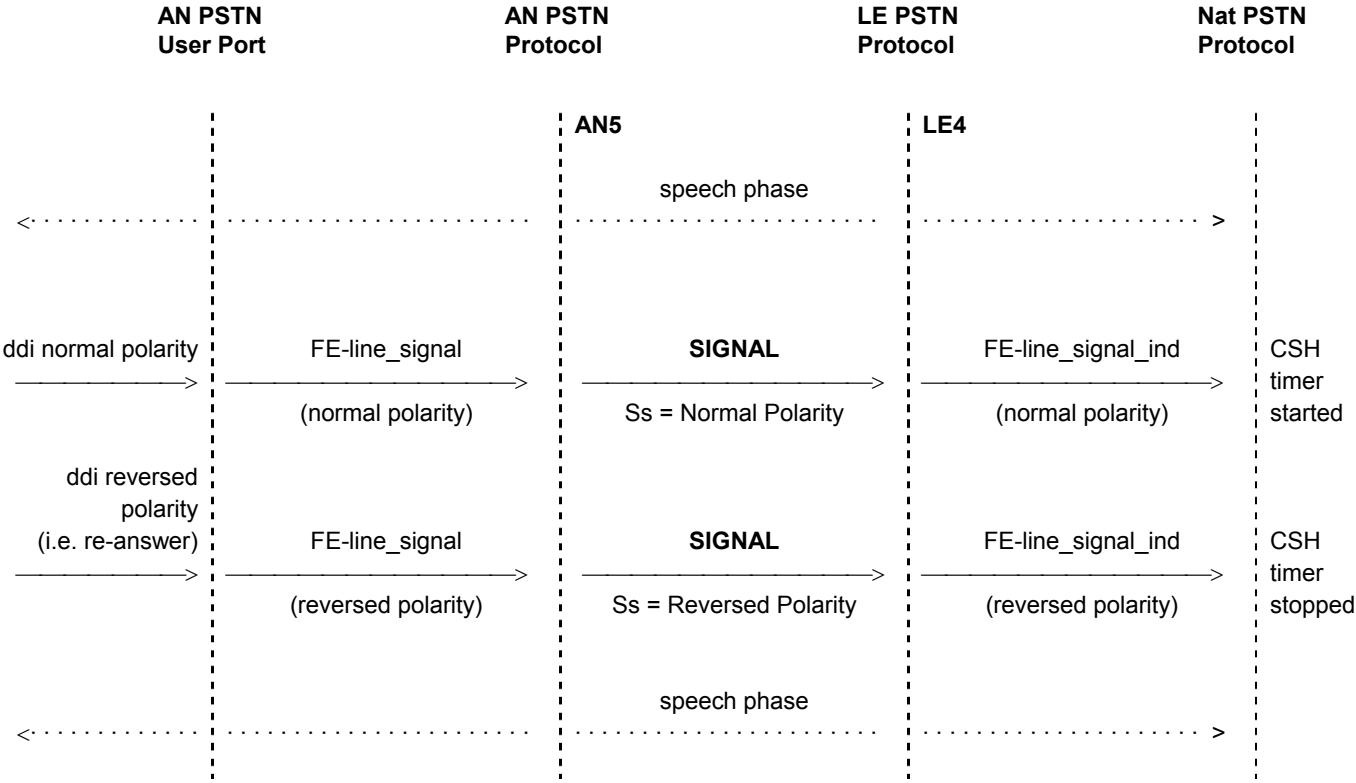 AN PSTN
User Port
AN PSTN
Protocol
LE PSTN
Protocol
Nat PSTN
Protocol
AN5
LE4
speech phase
ddi normal polarity
FE-line_signal
SIGNAL
FE-line_signal_ind
CSH
timer
started
(normal polarity)
Ss = Normal Polarity
(normal polarity)
ddi reversed
polarity
(i.e. re-answer)
FE-line_signal
SIGNAL
FE-line_signal_ind
CSH
timer
stopped
(reversed polarity)
Ss = Reversed Polarity
(reversed polarity)
speech phase